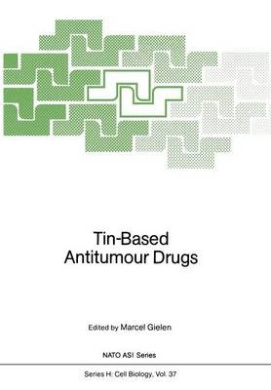 Tin-Based
Antitumour Drugs
Edited by Marcel Gielen
NATO ASI Series
Series H: Cell Biology, Vol. 37